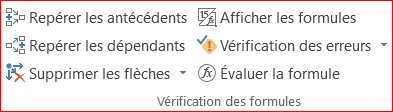 Repérer les antécédents
Afficher les formules
Repérer les dépendants
Vérification des erreurs
Supprimer les flèches
Évaluer la formule
Vérification des formules